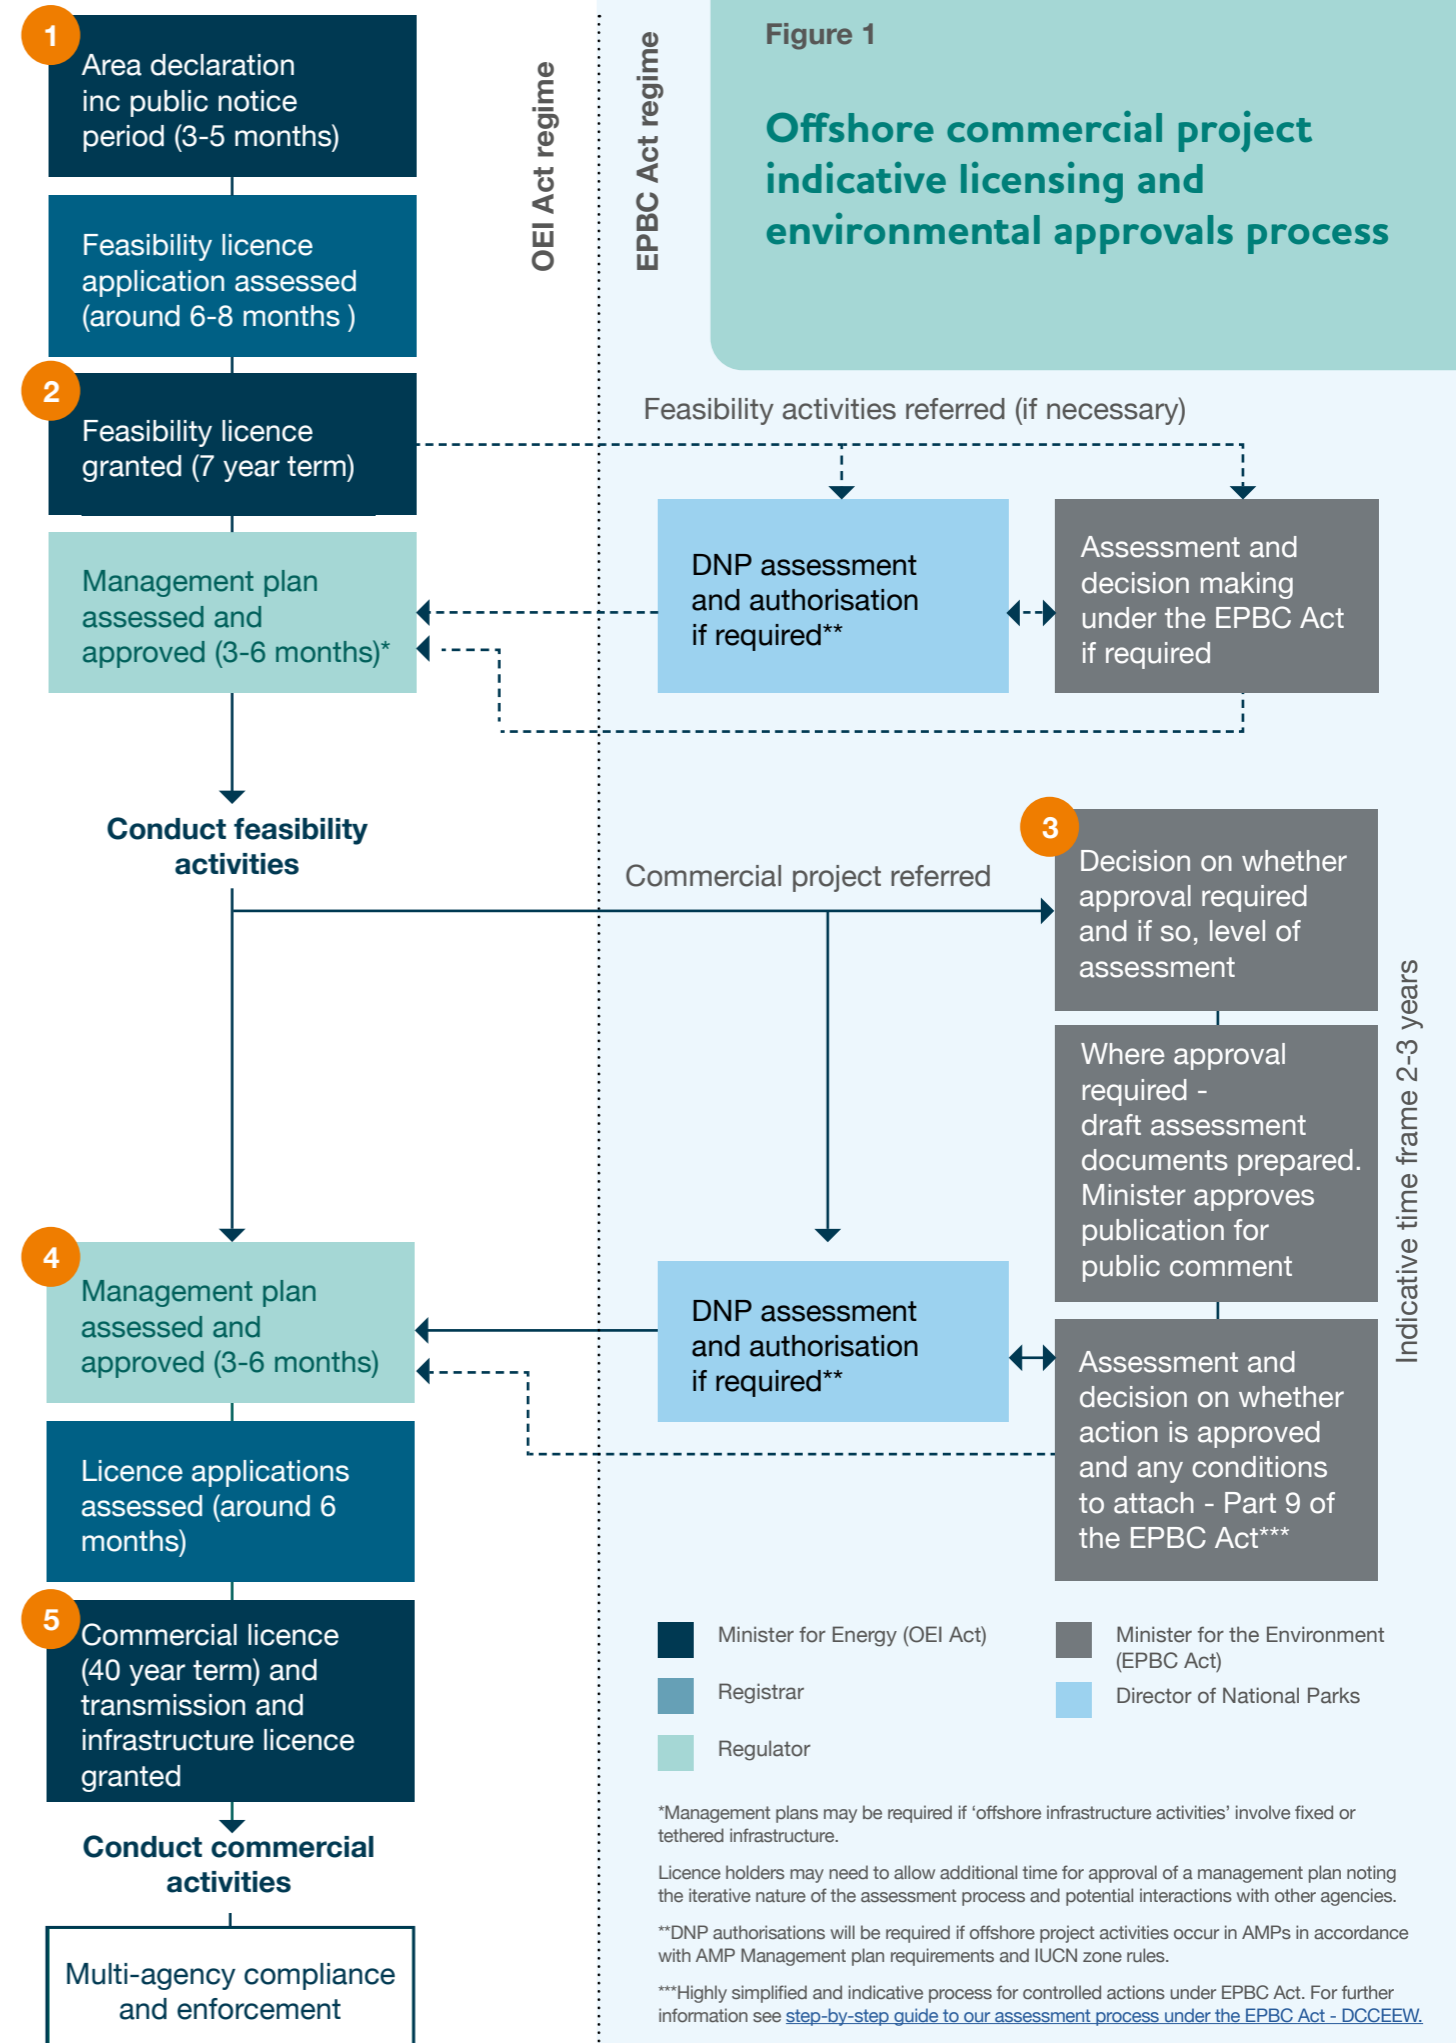 Figure 1
Offshore commercial project
indicative licensing and
environmental approvals process
OEI Act regime
EPBC Act regime
1
Area declaration
inc public notice
period (3-5 months)
Feasibility licence
application assessed
(around 6-8 months )
2
Feasibility licence
granted (7 year term)
Feasibility activities referred (if necessary)
Management plan
assessed and
approved (3-6 months)*
DNP assessment
and authorisation
if required**
Assessment and
decision making
under the EPBC Act
if required
Conduct feasibility
activities
Commercial project referred
3
Decision on whether
approval required
and if so, level of
assessment
Where approval
required -
draft assessment
documents prepared.
Minister approves
publication for
public comment
Indicative time frame 2-3 years
4
Management plan
assessed and
approved (3-6 months)
DNP assessment
and authorisation
if required**
Assessment and
decision on whether
action is approved
and any conditions
to attach - Part 9 of
the EPBC Act***
Licence applications
assessed (around 6
months)
5
Commercial licence
(40 year term) and
transmission and
infrastructure licence
granted
Conduct commercial
activities
Multi-agency compliance
and enforcement
Minister for Energy (OEI Act)
Registrar
Regulator
Minister for the Environment
(EPBC Act)
Director of National Parks
*Management plans may be required if ‘offshore infrastructure activities’ involve fixed or
tethered infrastructure.
Licence holders may need to allow additional time for approval of a management plan noting
the iterative nature of the assessment process and potential interactions with other agencies.
**DNP authorisations will be required if offshore project activities occur in AMPs in accordance
with AMP Management plan requirements and IUCN zone rules.
***Highly simplified and indicative process for controlled actions under EPBC Act. For further
information see step-by-step guide to our assessment process under the EPBC Act - DCCEEW.